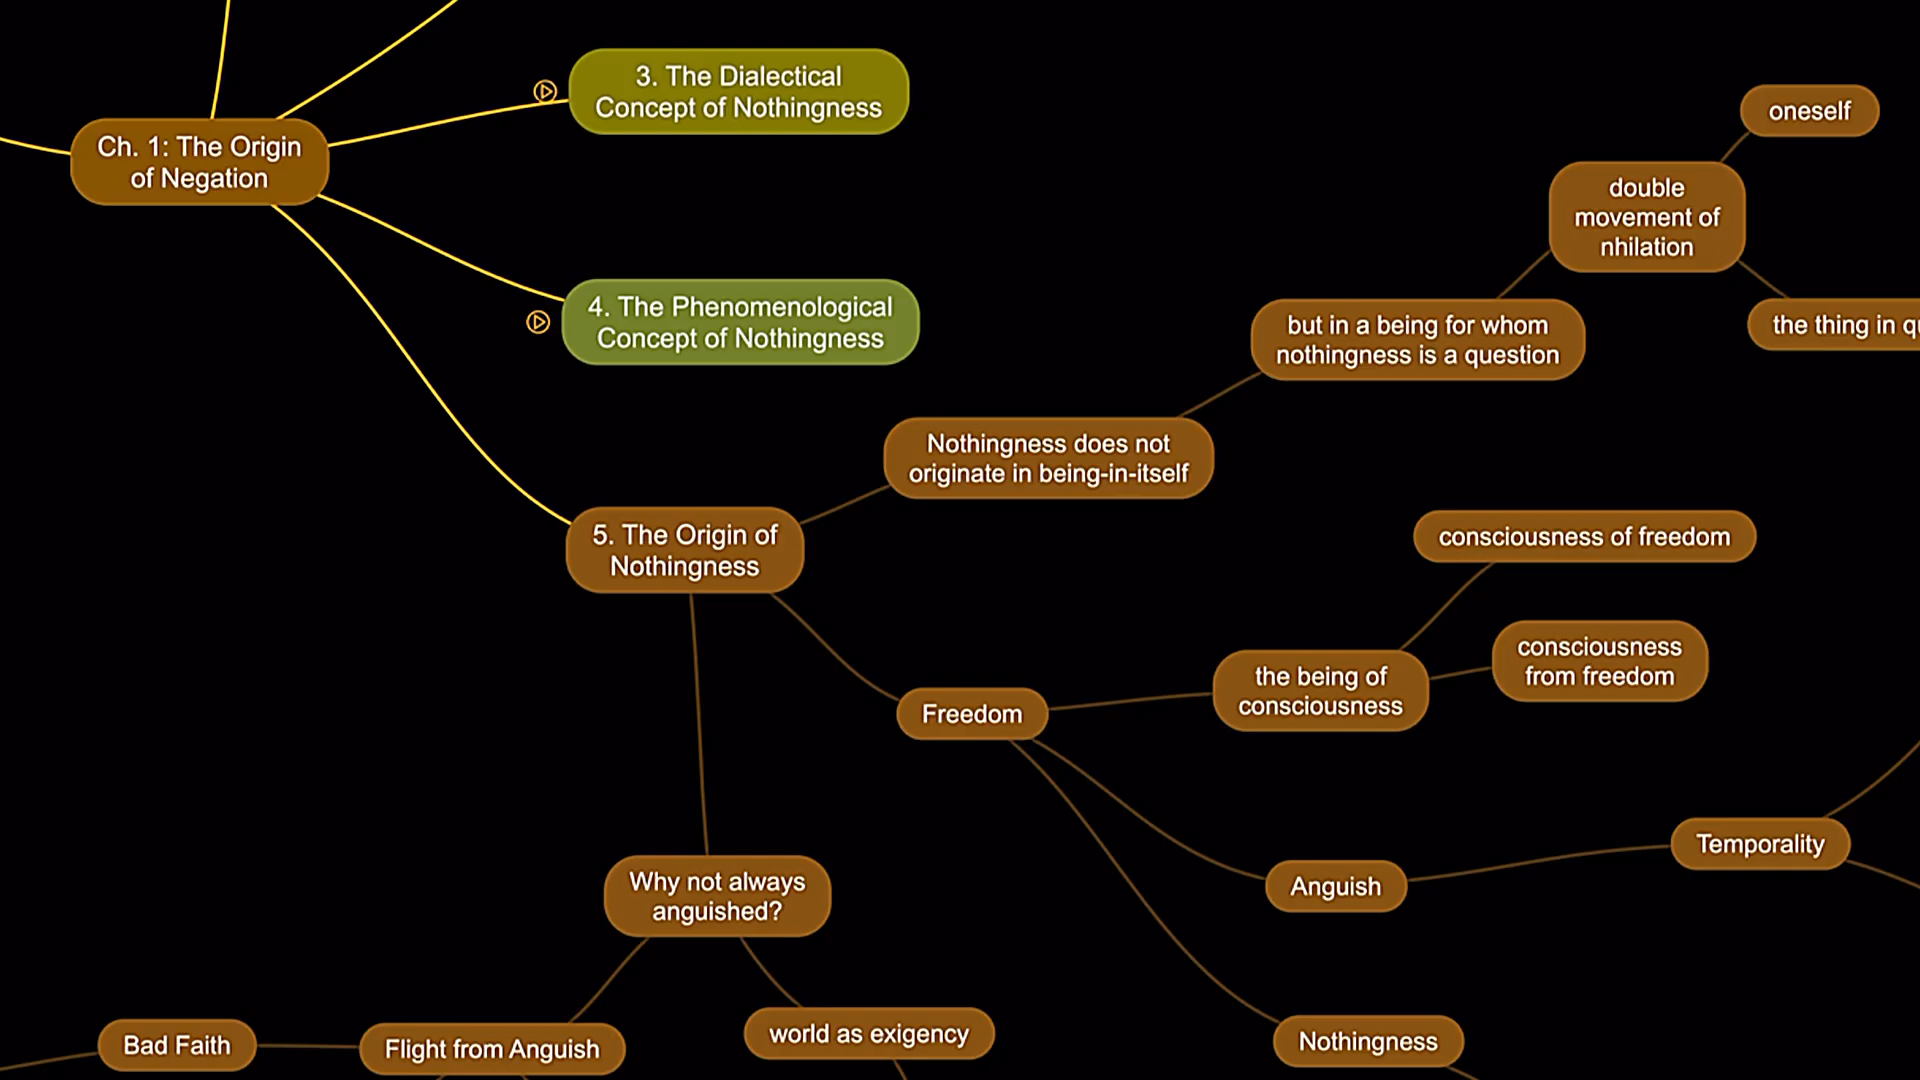 3. The Dialectical
Concept of Nothingness
oneself
Ch. 1: The Origin
of Negation
double
movement of
nhilation
4. The Phenomenological
Concept of Nothingness
but in a being for whom
nothingness is a question
the thing in
Nothingness does not
originate in being-in-itself
5. The Origin of
Nothingness
consciousness of freedom
consciousness
from freedom
the being of
consciousness
Freedom
Temporality
Anguish
Why not always
anguished?
world as exigency
Nothingness
Bad Faith
Flight from Anguish